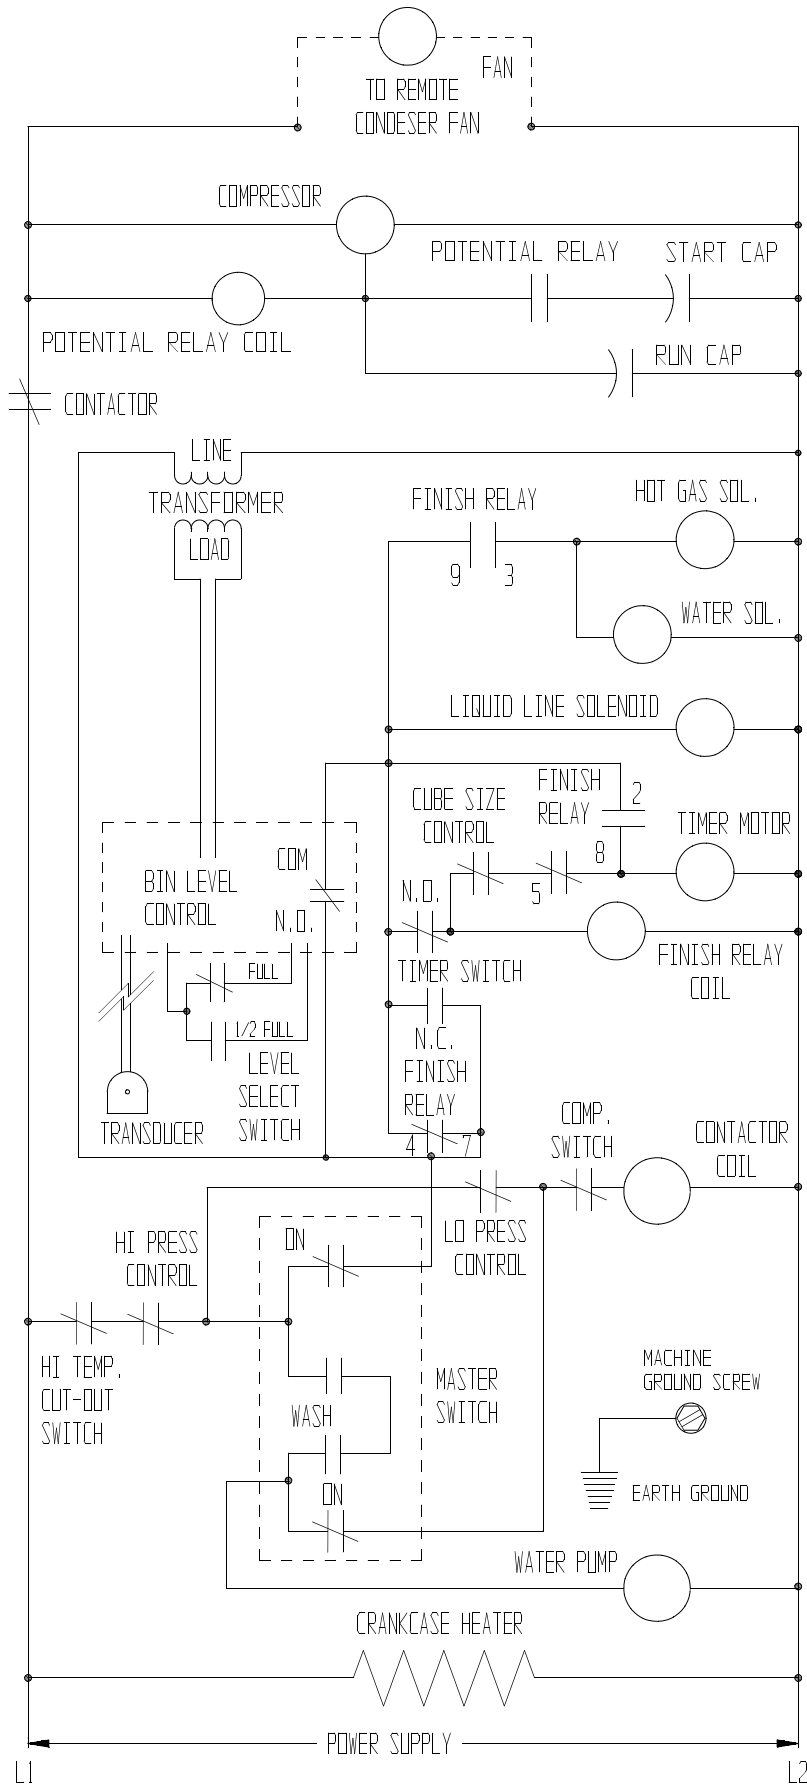 FAN
TO REMOTE
CONDESER FAN
COMPRESSOR
POTENTIAL RELAY
START CAP
POTENTIAL RELAY COIL
RUN CAP
CONTACTOR
LINE
TRANSFORMER
LOAD
FINISH RELAY
HOT GAS SOL.
9
3
WATER SOL.
LIQUID LINE SOLENOID
FINISH
RELAY
2
CUBE SIZE
CONTROL
TIMER MOTOR
8
COM
BIN LEVEL
CONTROL
N.O.
N.O.
5
TIMER SWITCH
FINISH RELAY
COIL
FULL
1/2 FULL
LEVEL
SELECT
SWITCH
N.C.
FINISH
RELAY
TRANSDUCER
4
7
COMP.
SWITCH
CONTACTOR
COIL
LO PRESS
CONTROL
HI PRESS
CONTROL
ON
HI TEMP.
CUT-OUT
SWITCH
MASTER
SWITCH
WASH
MACHINE
GROUND SCREW
ON
EARTH GROUND
WATER PUMP
CRANKCASE HEATER
POWER SUPPLY
L1
L2